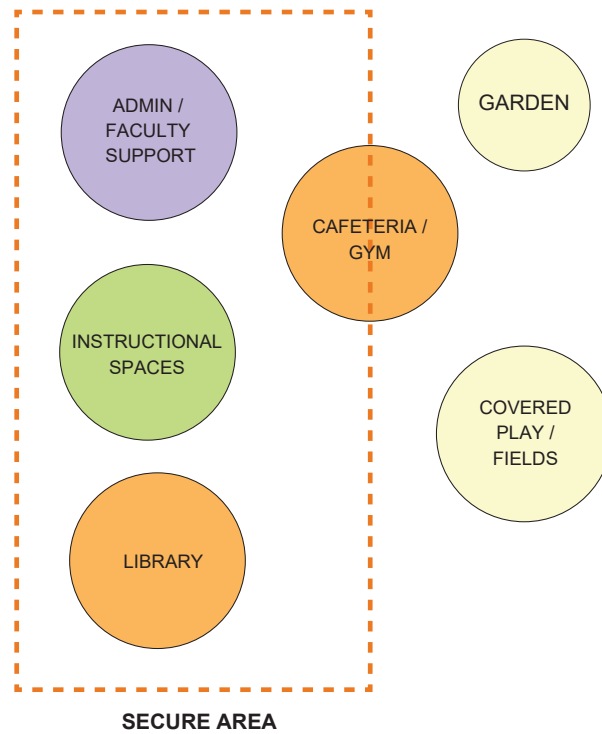 ADMIN /
FACULTY
SUPPORT
GARDEN
CAFETERIA /
GYM
INSTRUCTIONAL
SPACES
COVERED
PLAY /
FIELDS
LIBRARY
SECURE AREA